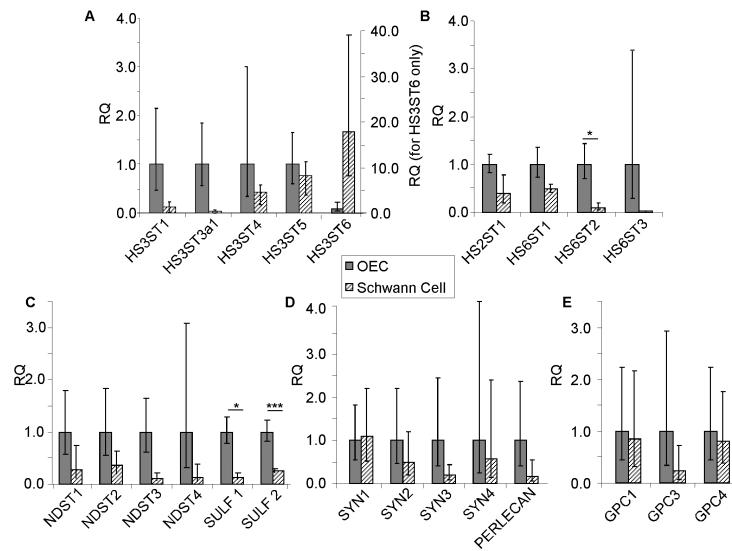 A
4.0
3.0
2.0
1.0
0.0
RQ
40.0
30.0
20.0
10.0
0.0
RQ (for HS3ST6 only)
HS3ST1
HS3ST3a1
HS3ST4
HS3ST5
HS3ST6
B
4.0
3.0
2.0
1.0
0.0
RQ
*
HS2ST1
HS6ST1
HS6ST2
HS6ST3
OEC
Schwann Cell
C
3.0
2.0
1.0
0.0
RQ
*
***
NDST1
NDST2
NDST3
NDST4
SULF 1
SULF 2
D
4.0
3.0
2.0
1.0
0.0
RQ
SYN1
SYN2
SYN3
SYN4
PERLECAN
E
3.0
2.0
1.0
0.0
RQ
GPC1
GPC3
GPC4